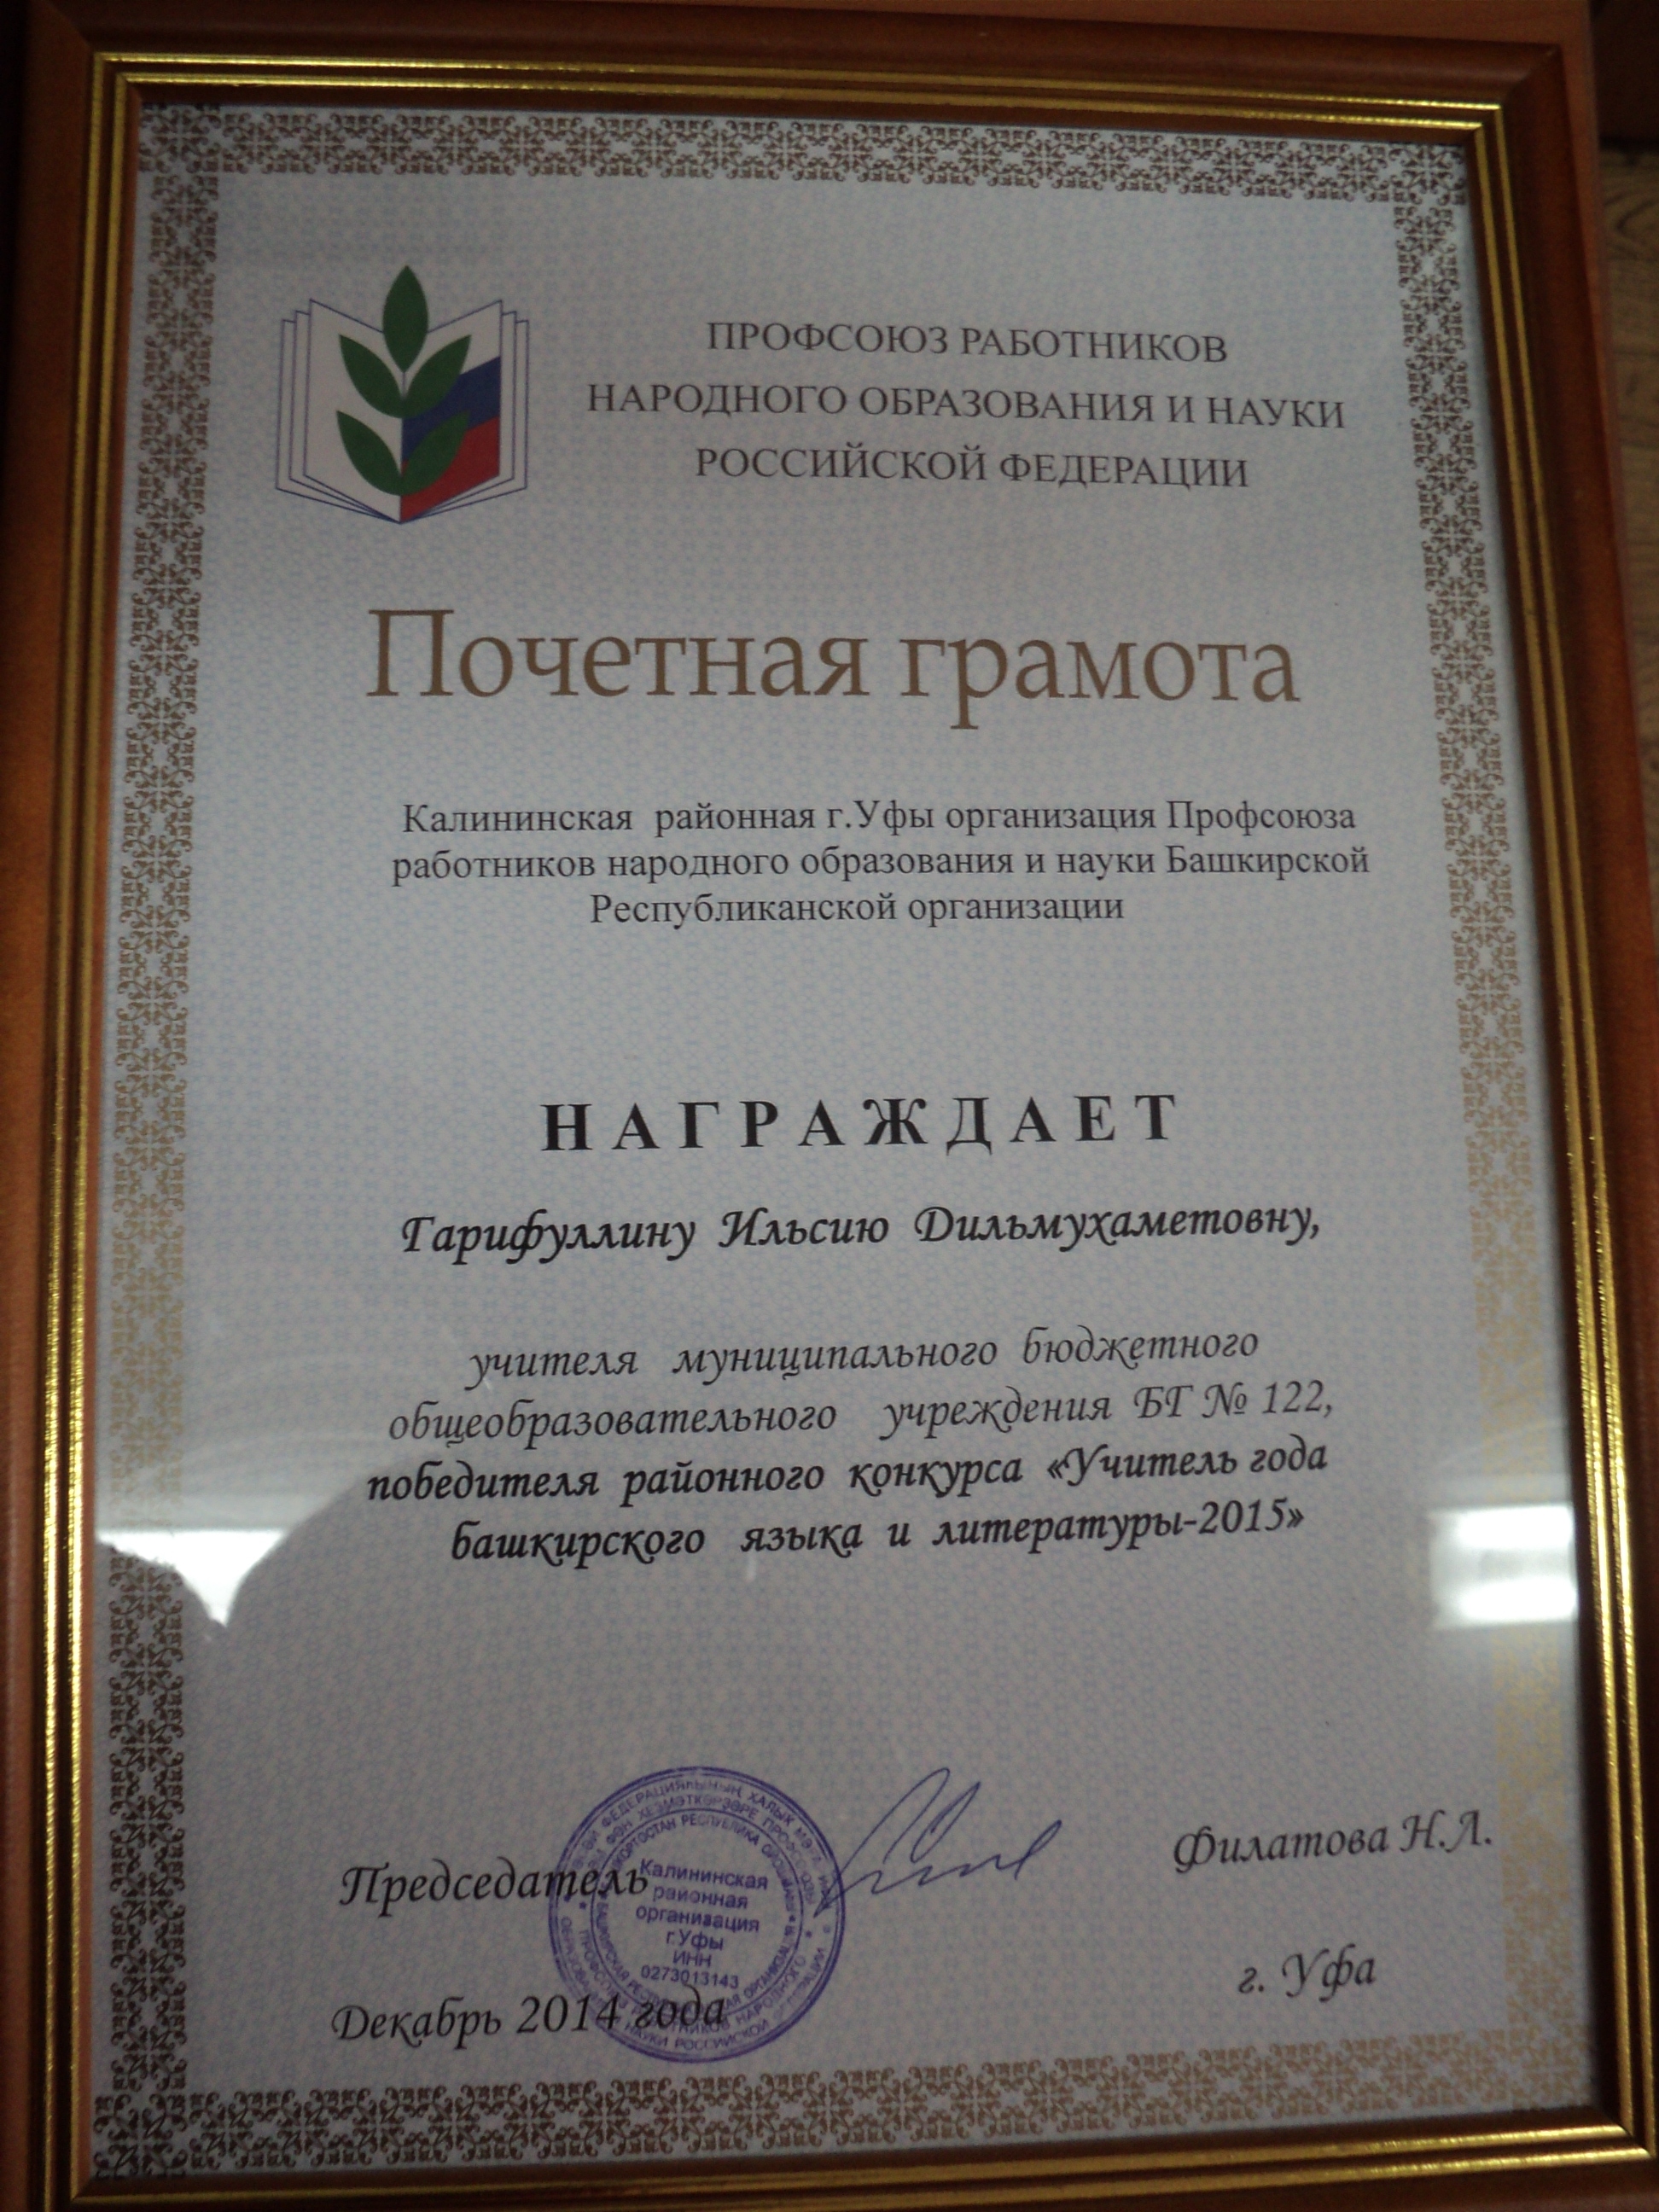 ПРОФСОЮЗ РАБОТНИКОВ
НАРОДНОГО ОБРАЗОВАНИЯ И НАУКИ
РОССИЙСКОЙ ФЕДЕРАЦИИ
Почетная грамота
Калининская районная г.Уфы организация Профсоюза
работников народного образования и науки Башкирской
Республиканской организации
НАГРАЖДАЕТ
Гарифуллину Ильсию Дильмухаметовну,
учителя муниципального бюджетного
общеобразовательного учреждения БГ № 122,
победителя районного конкурса «Учитель года
башкирского языка и литературы-2015»
Председатель
Филатова Н.Л.
Калининская
районная
организация
г.Уфы
ИНН
0273013143
г. Уфа
Декабрь 2014 года